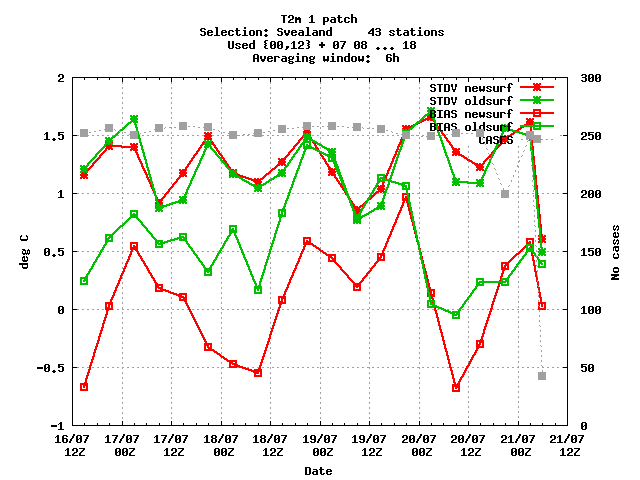 T2m 1 patch
Selection: Svealand 43 stations
Used {00,12} + 07 08 ... 18
Averaging window: 6h
STDV newsurf
STDV oldsurf
BIAS newsurf
BIAS oldsurf
CASES
deg C
2
1.5
1
0.5
0
-0.5
-1
No cases
300
250
200
150
100
50
0
16/07 17/07 17/07 18/07 18/07 19/07 19/07 20/07 20/07 21/07 21/07
12Z 00Z 12Z 00Z 12Z 00Z 12Z 00Z 12Z 00Z 12Z
Date